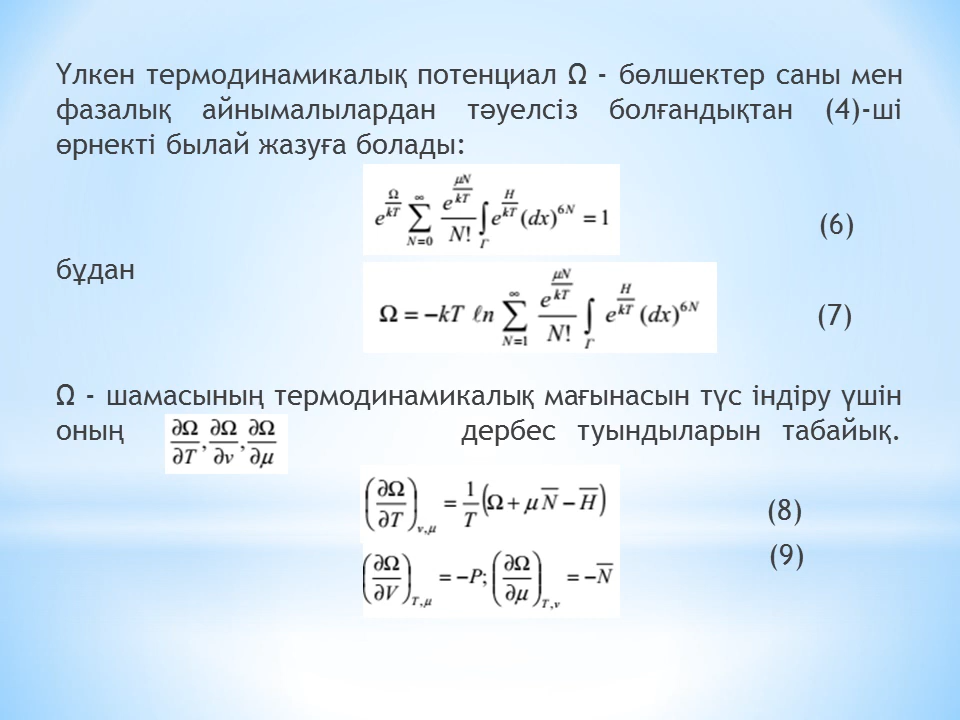 Үлкен термодинамикалық потенциал Ω - бөлшектер саны мен
фазалық айнымалылардан тәуелсіз болғандықтан (4)-ші
өрнекті былай жазуға болады:
e^{Ω/kT} ∑_{N=0}^{∞} e^{μN/kT}/N! ∫_Γ e^{H/kT} (dx)^{6N} = 1 (6)
бұдан
Ω = −kT ℓn ∑_{N=1}^{∞} e^{μN/kT}/N! ∫_Γ e^{H/kT} (dx)^{6N} (7)
Ω - шамасының термодинамикалық мағынасын түс індіру үшін
оның ∂Ω/∂T, ∂Ω/∂v, ∂Ω/∂μ дербес туындыларын табайық.
(∂Ω/∂T)_{v,μ} = 1/T (Ω + μN̅ − H̅) (8)
(∂Ω/∂V)_{T,μ} = −P; (∂Ω/∂μ)_{T,v} = −N̅ (9)